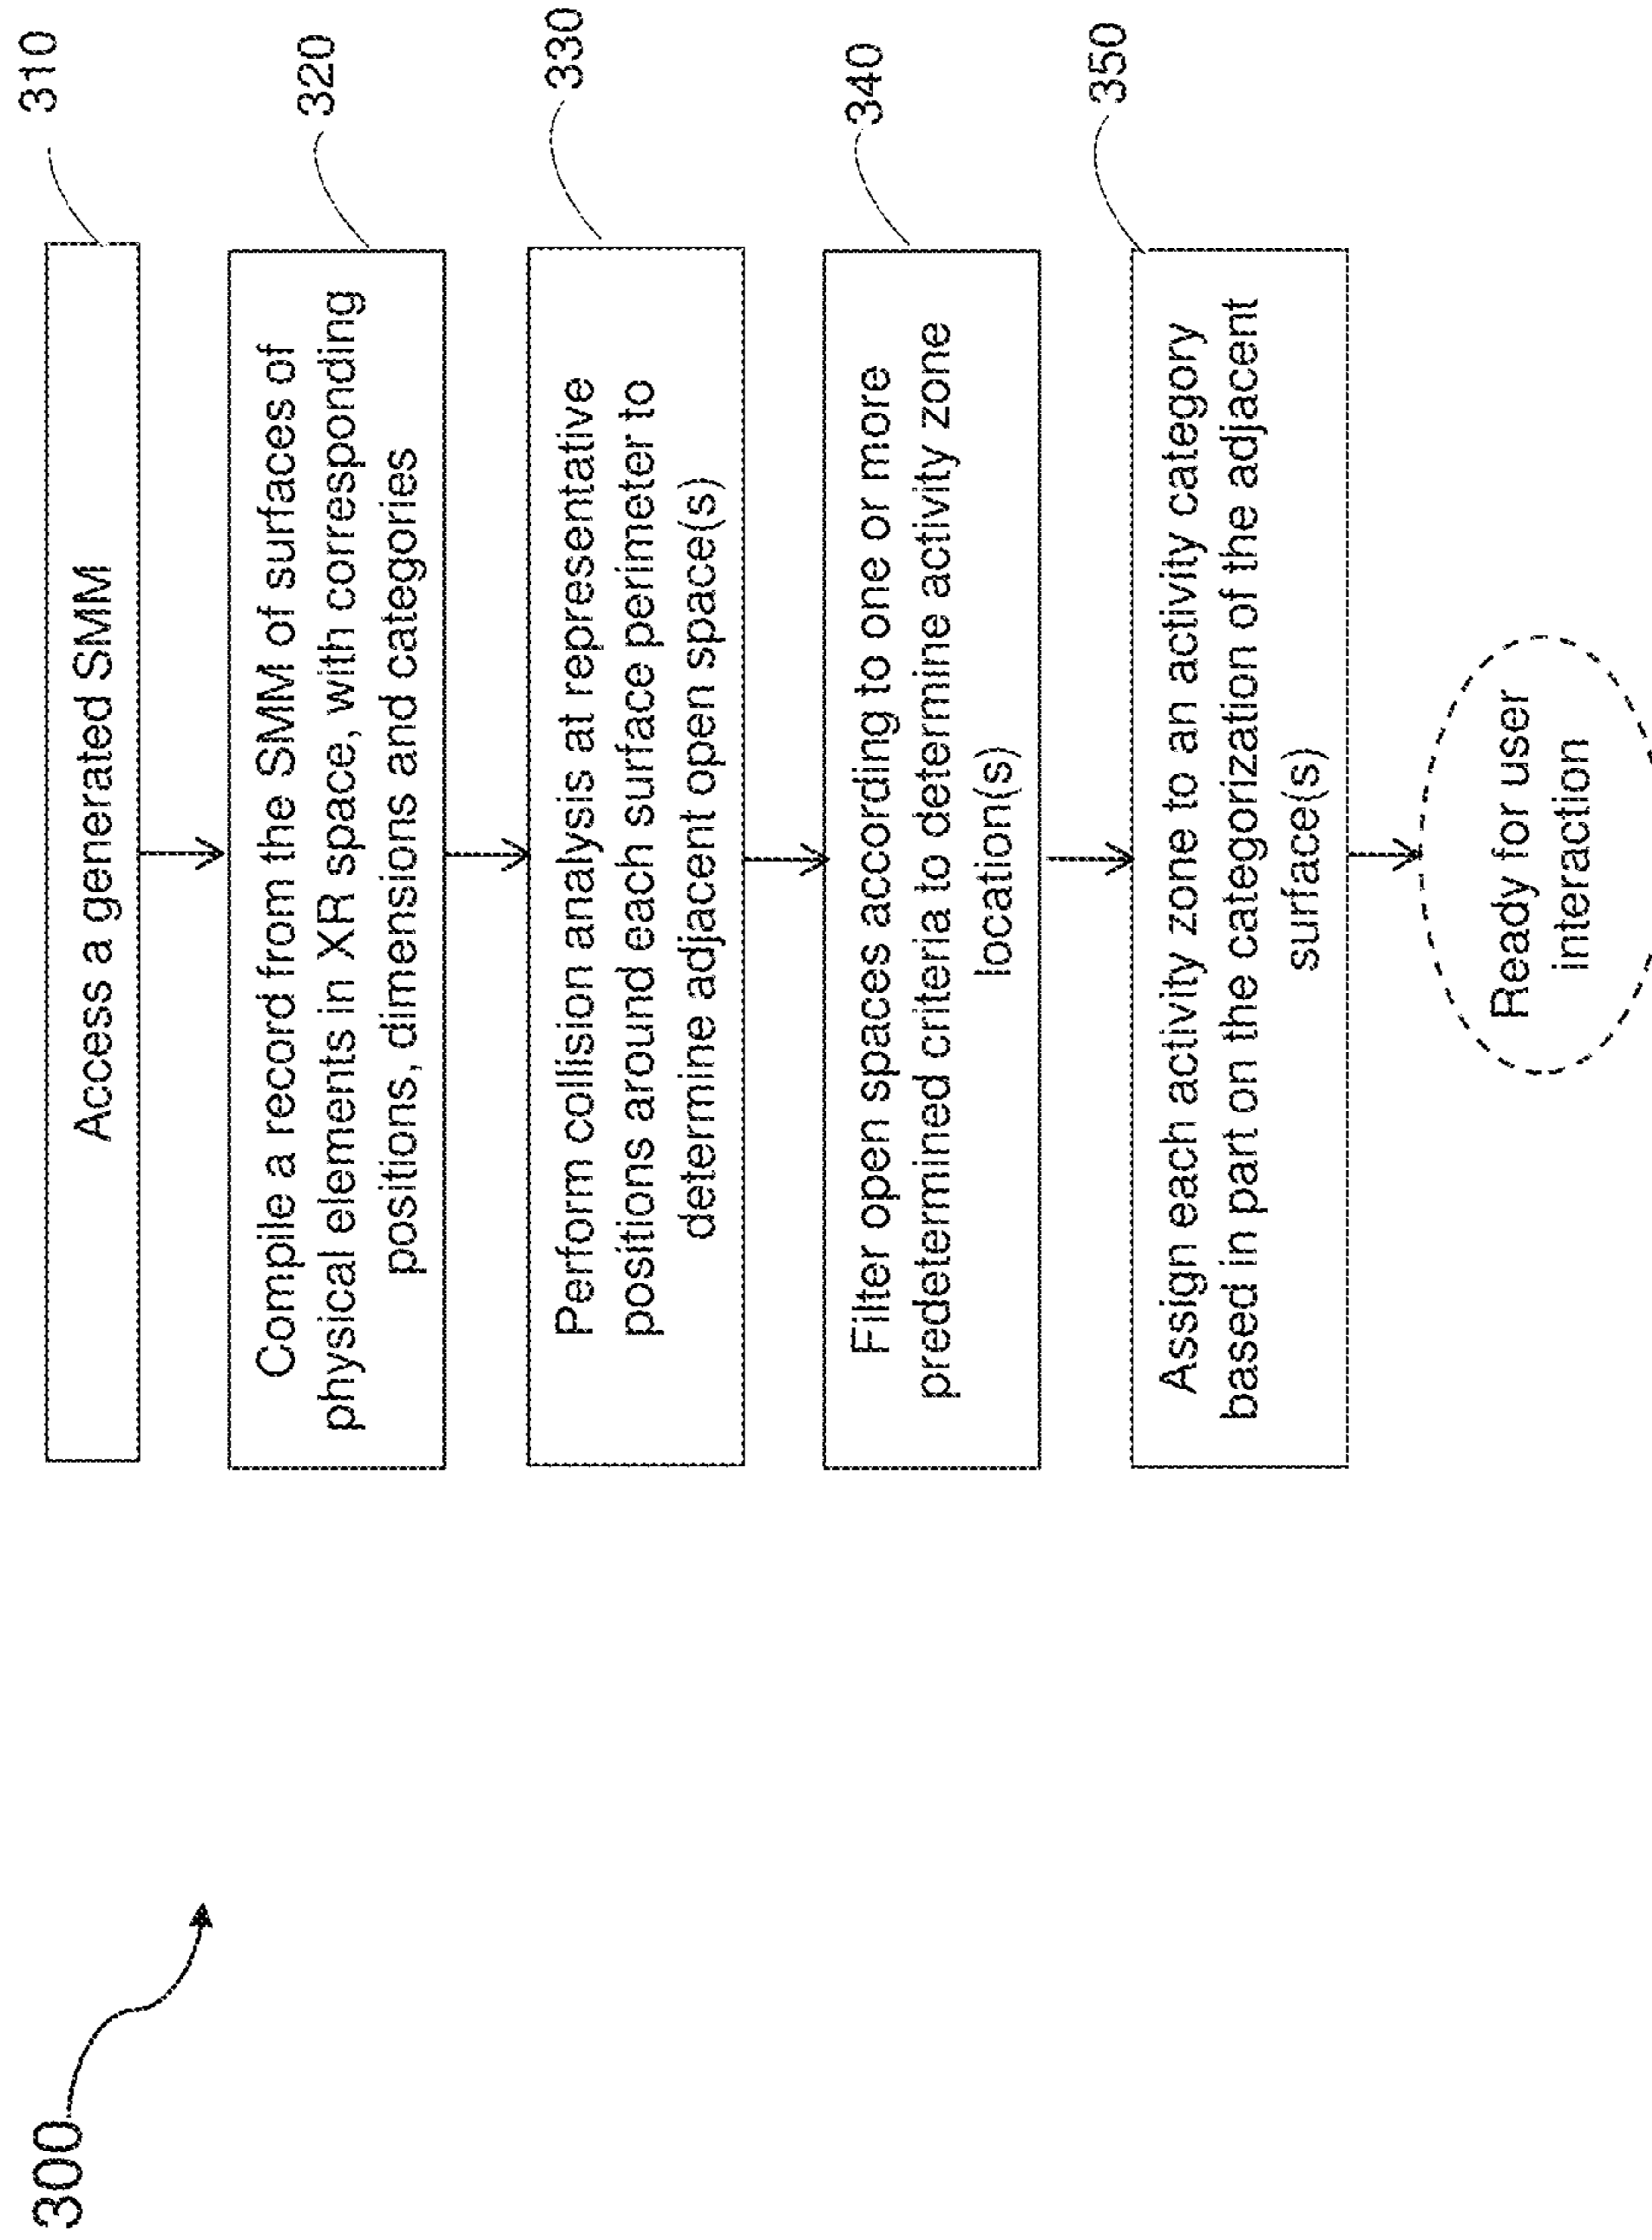 300
310
Access a generated SMM
320
Compile a record from the SMM of surfaces of
physical elements in XR space, with corresponding
positions, dimensions and categories
330
Perform collision analysis at representative
positions around each surface perimeter to
determine adjacent open space(s)
340
Filter open spaces according to one or more
predetermined criteria to determine activity zone
location(s)
350
Assign each activity zone to an activity category
based in part on the categorization of the adjacent
surface(s)
Ready for user
interaction